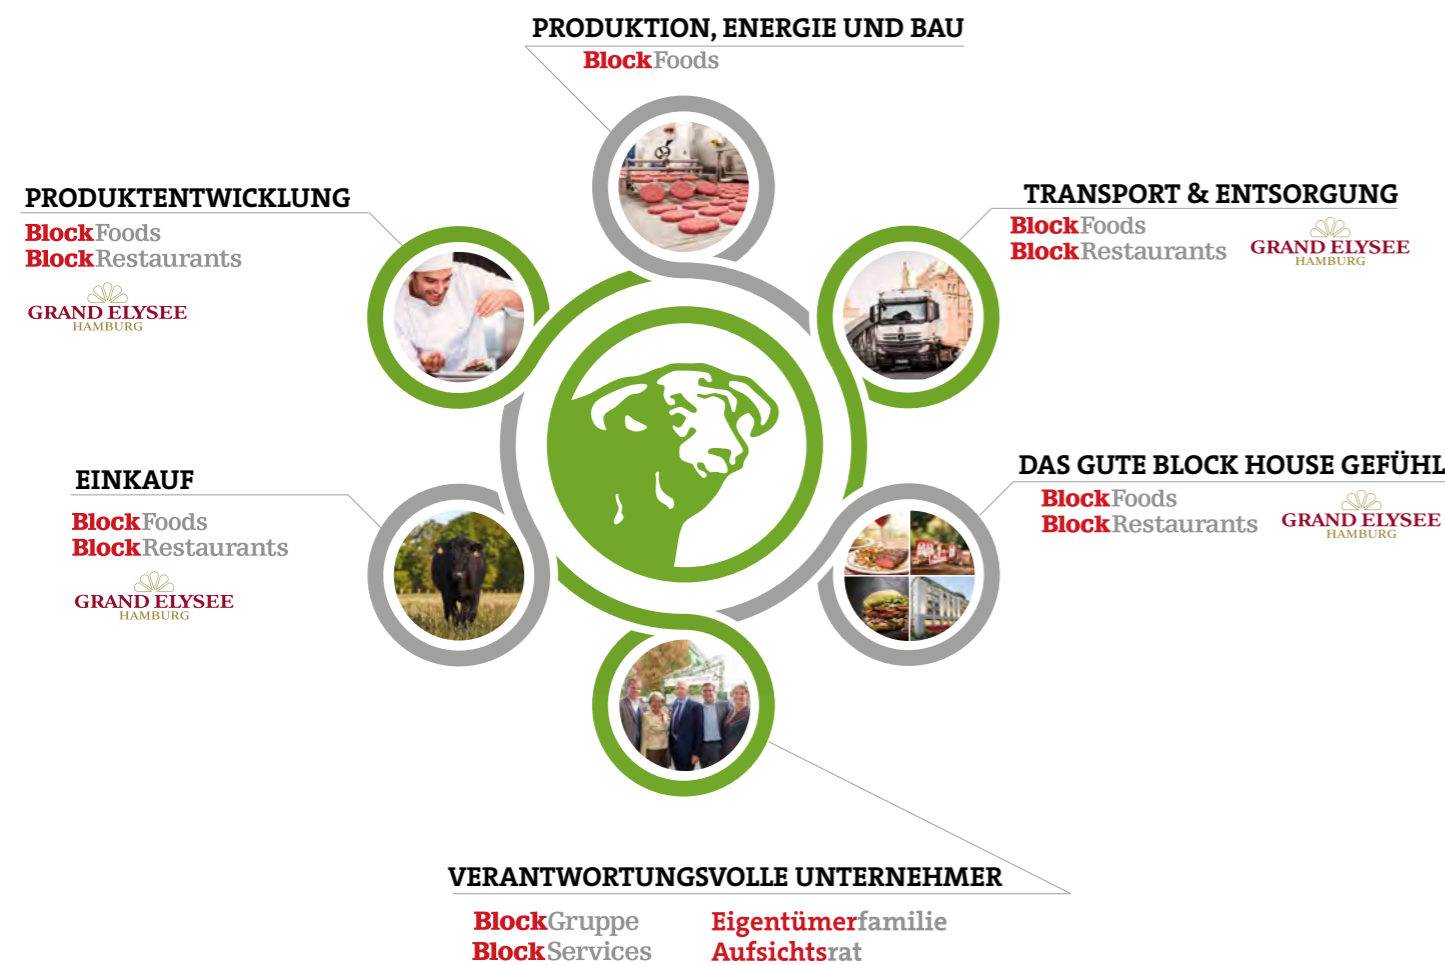 PRODUKTION, ENERGIE UND BAU
BlockFoods
PRODUKTENTWICKLUNG
BlockFoods
BlockRestaurants
GRAND ELYSEE
HAMBURG
TRANSPORT & ENTSORGUNG
BlockFoods
BlockRestaurants
GRAND ELYSEE
HAMBURG
EINKAUF
BlockFoods
BlockRestaurants
GRAND ELYSEE
HAMBURG
DAS GUTE BLOCK HOUSE GEFÜHL
BlockFoods
BlockRestaurants
GRAND ELYSEE
HAMBURG
VERANTWORTUNGSVOLLE UNTERNEHMER
BlockGruppe
BlockServices
Eigentümerfamilie
Aufsichtsrat